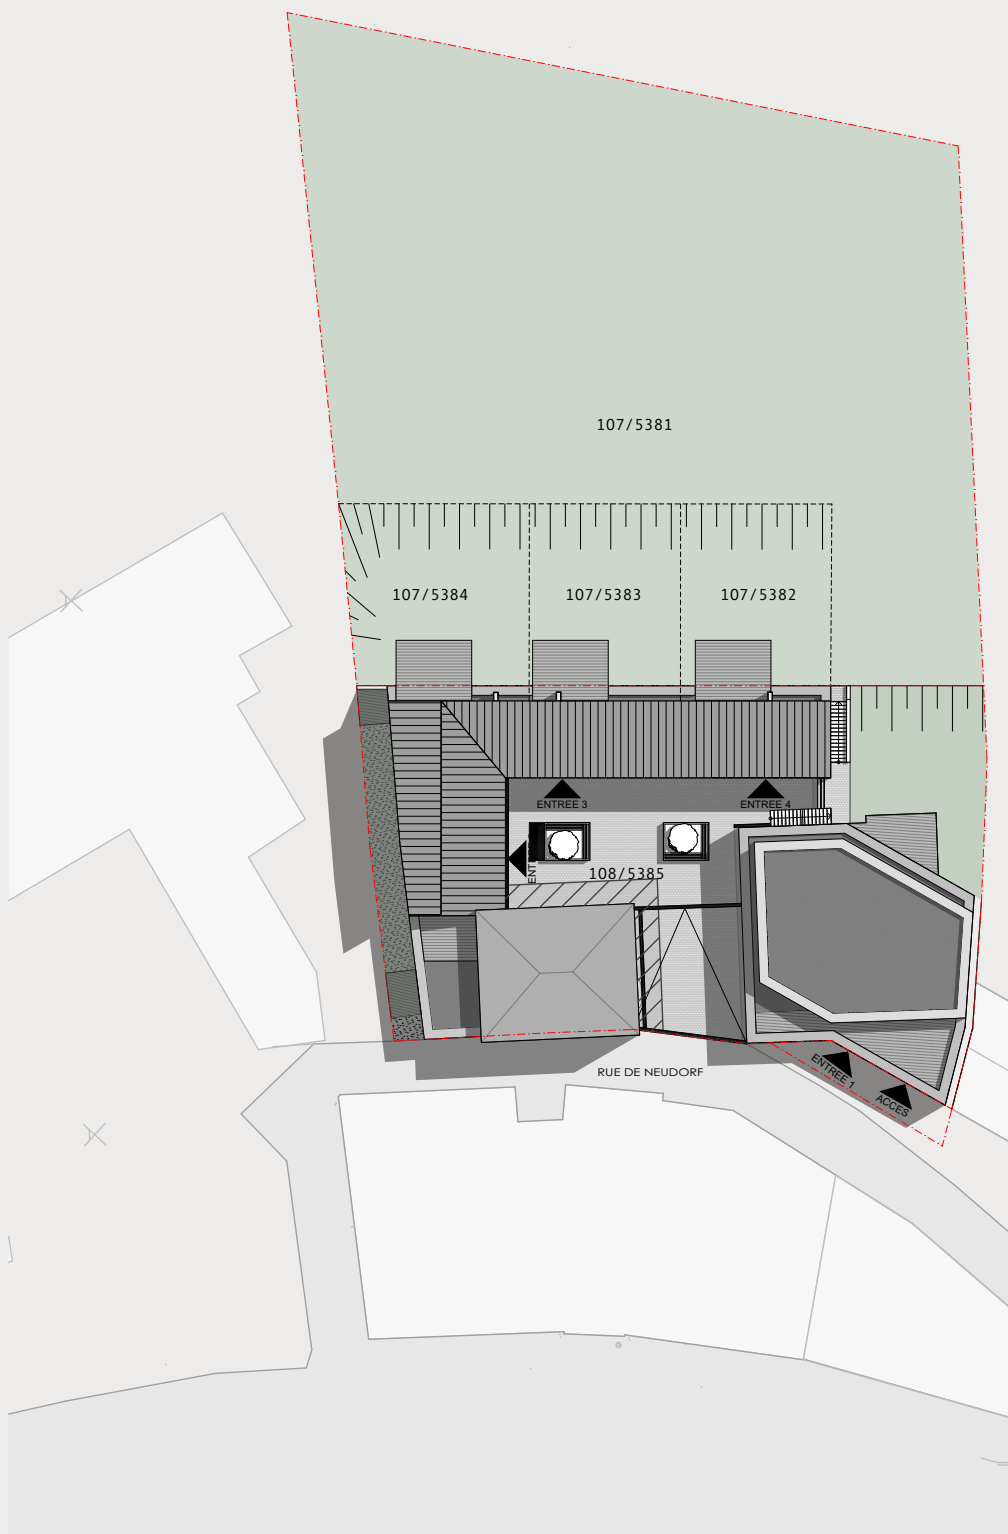 107/5381
107/5384
107/5383
107/5382
ENTREE 3
ENTREE 4
108/5385
RUE DE NEUDORF
ENTREE 1
ACCES